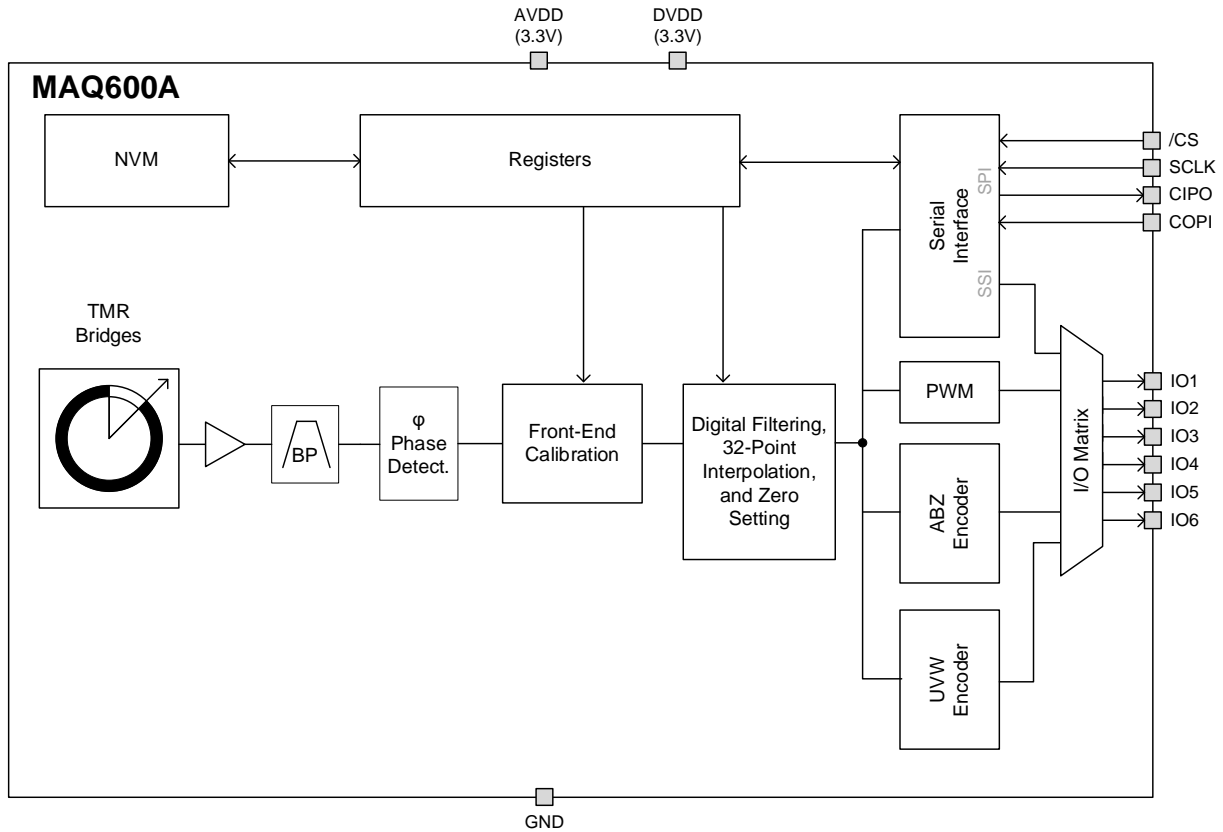 AVDD
(3.3V)
DVDD
(3.3V)
MAQ600A
NVM
Registers
Serial
Interface
SPI
SSI
/CS
SCLK
CIPO
COPI
TMR
Bridges
BP
φ
Phase
Detect.
Front-End
Calibration
Digital Filtering,
32-Point
Interpolation,
and Zero
Setting
PWM
ABZ
Encoder
UVW
Encoder
I/O Matrix
IO1
IO2
IO3
IO4
IO5
IO6
GND